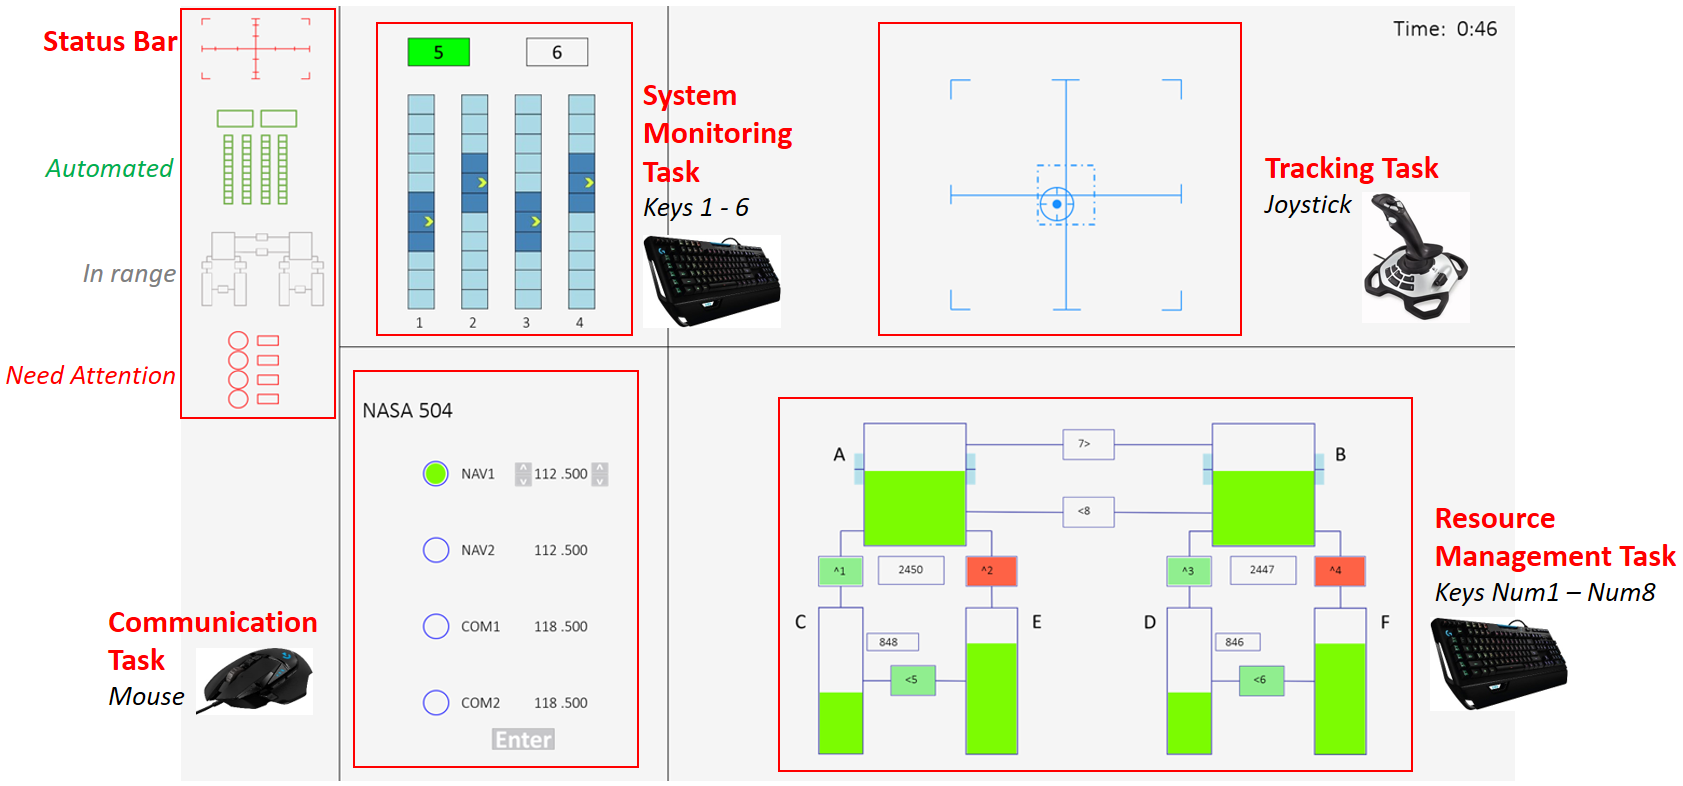 Status Bar
Automated
In range
Need Attention
5
6
1
2
3
4
System
Monitoring
Task
Keys 1 - 6
Time: 0:46
Tracking Task
Joystick
NASA 504
NAV1
112 .500
NAV2
112 .500
COM1
118 .500
COM2
118 .500
Enter
Communication
Task
Mouse
A
7>
B
<8
^1
2450
^2
^3
2447
^4
C
848
E
D
846
F
<5
<6
Resource
Management Task
Keys Num1 – Num8